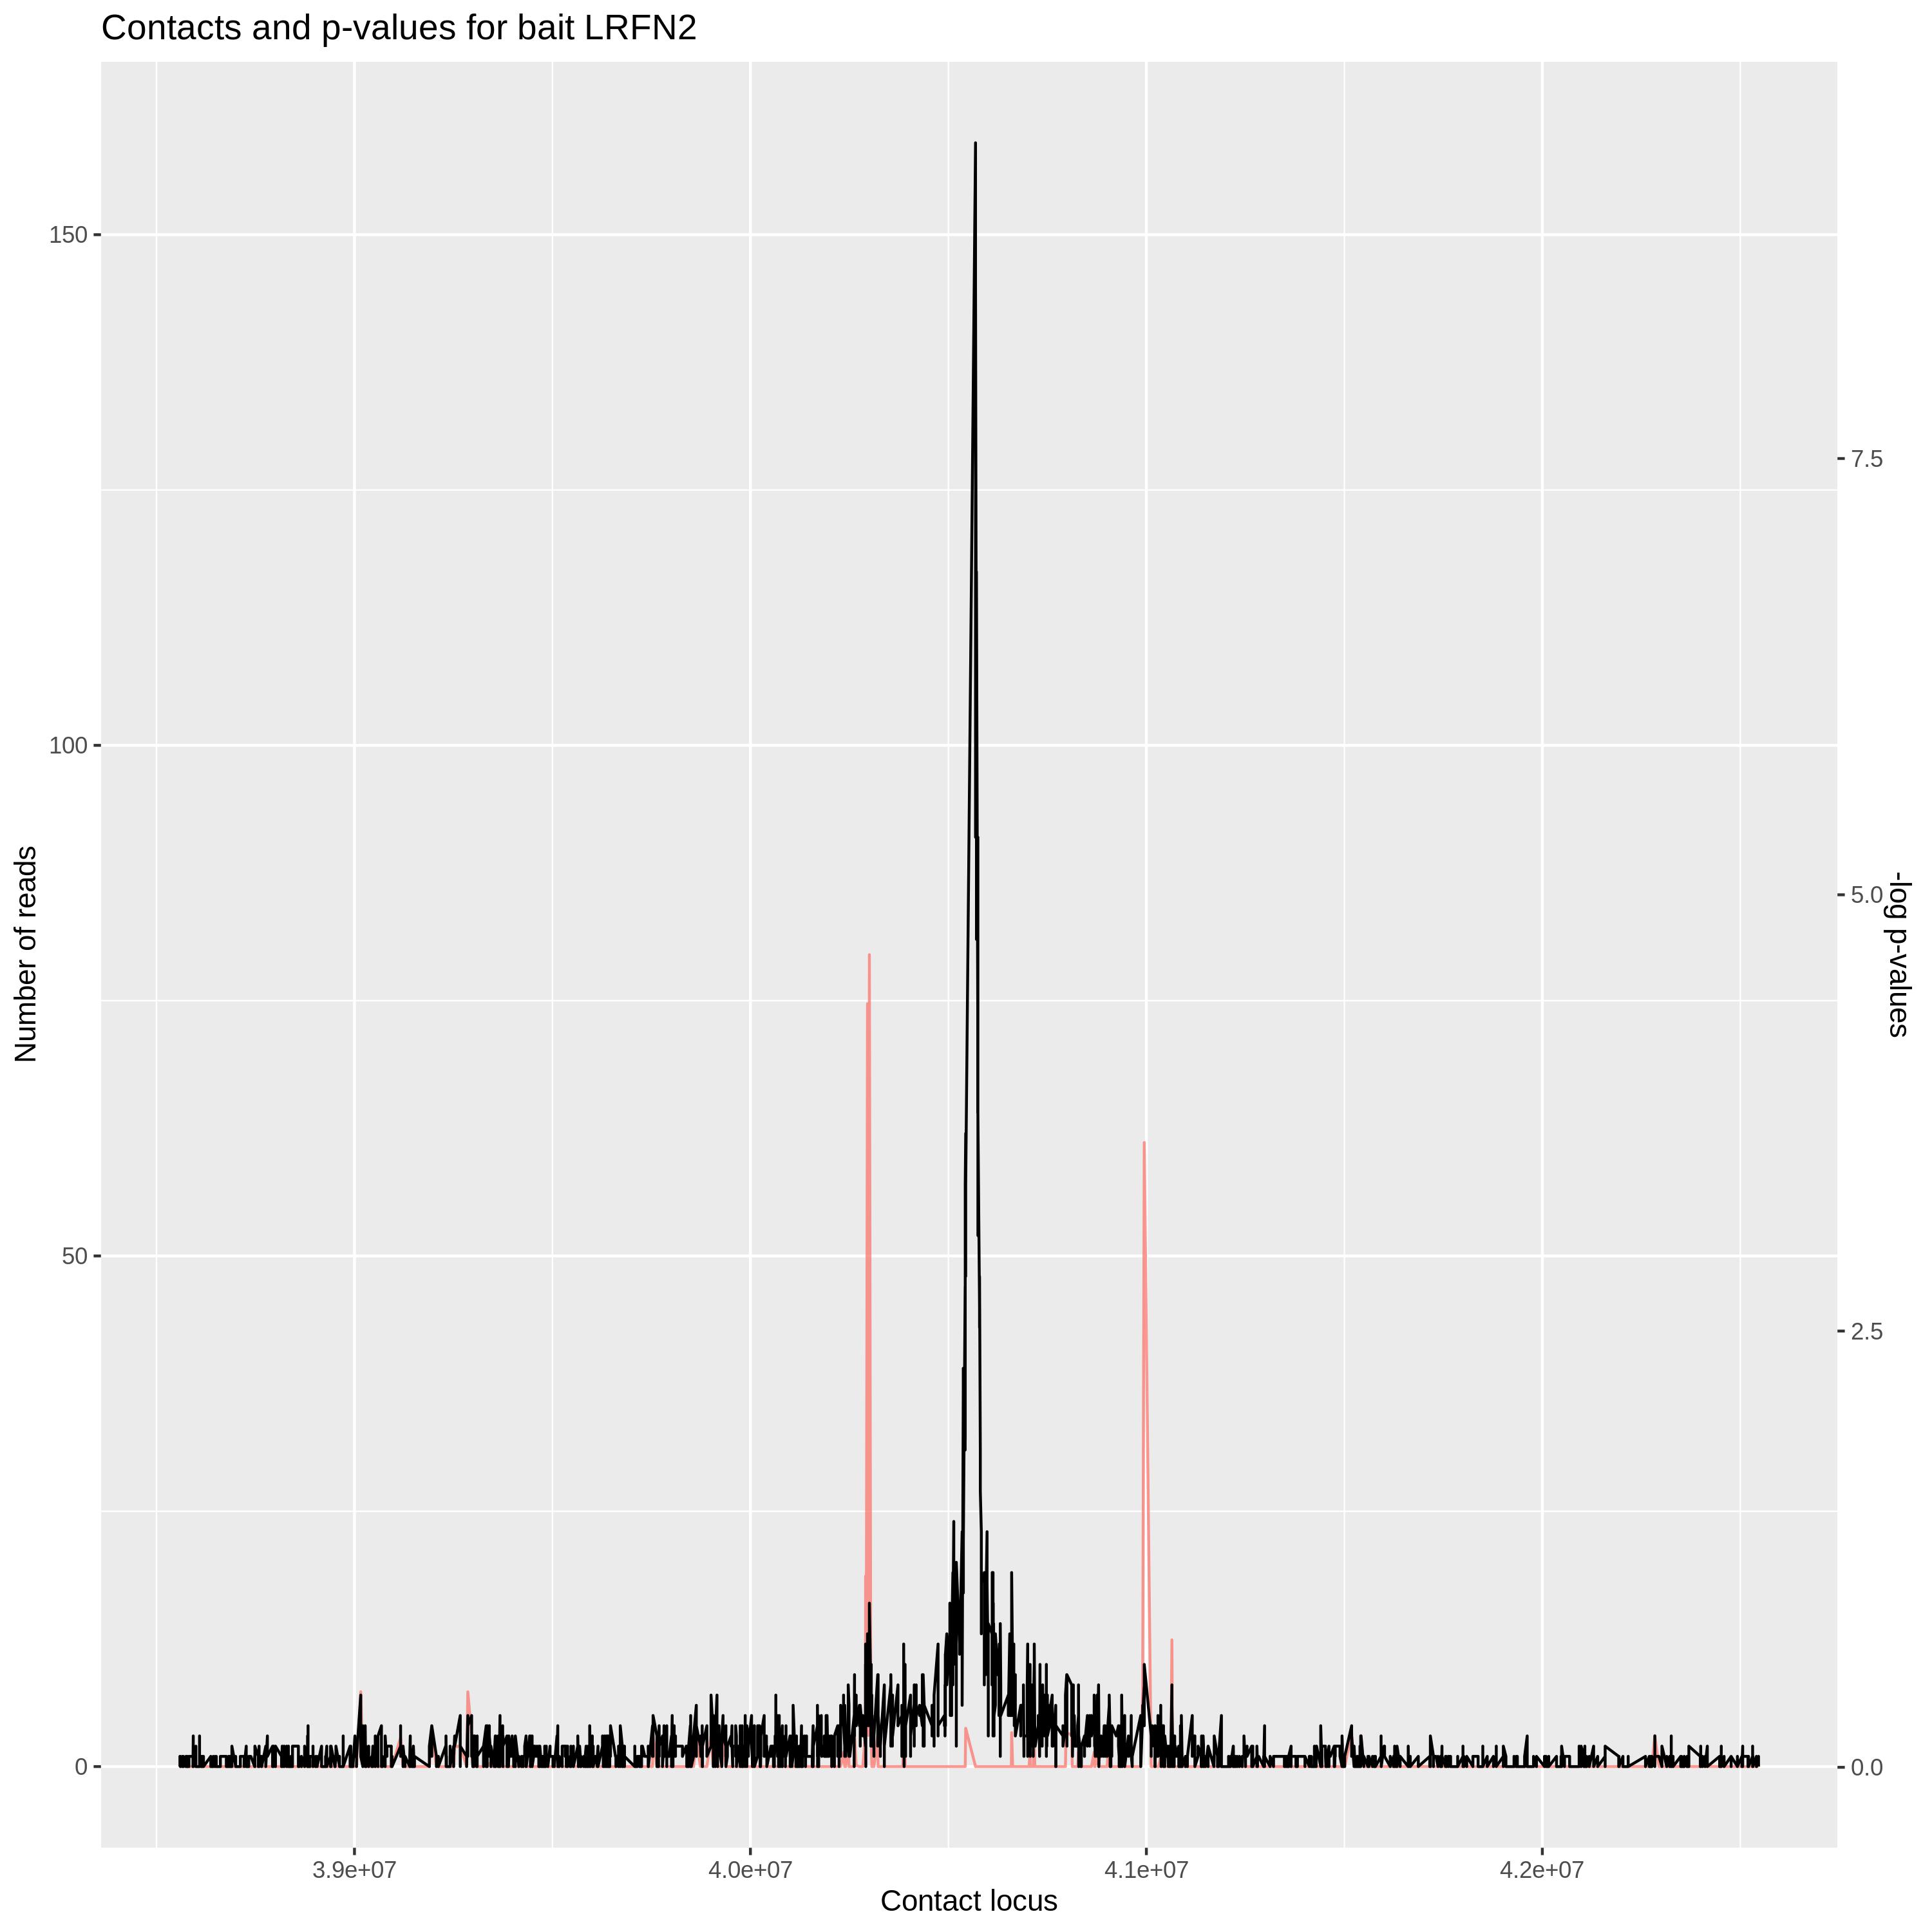 Contacts and p-values for bait LRFN2
150
100
50
0
Number of reads
7.5
5.0
2.5
0.0
-log p-values
3.9e+07
4.0e+07
4.1e+07
4.2e+07
Contact locus